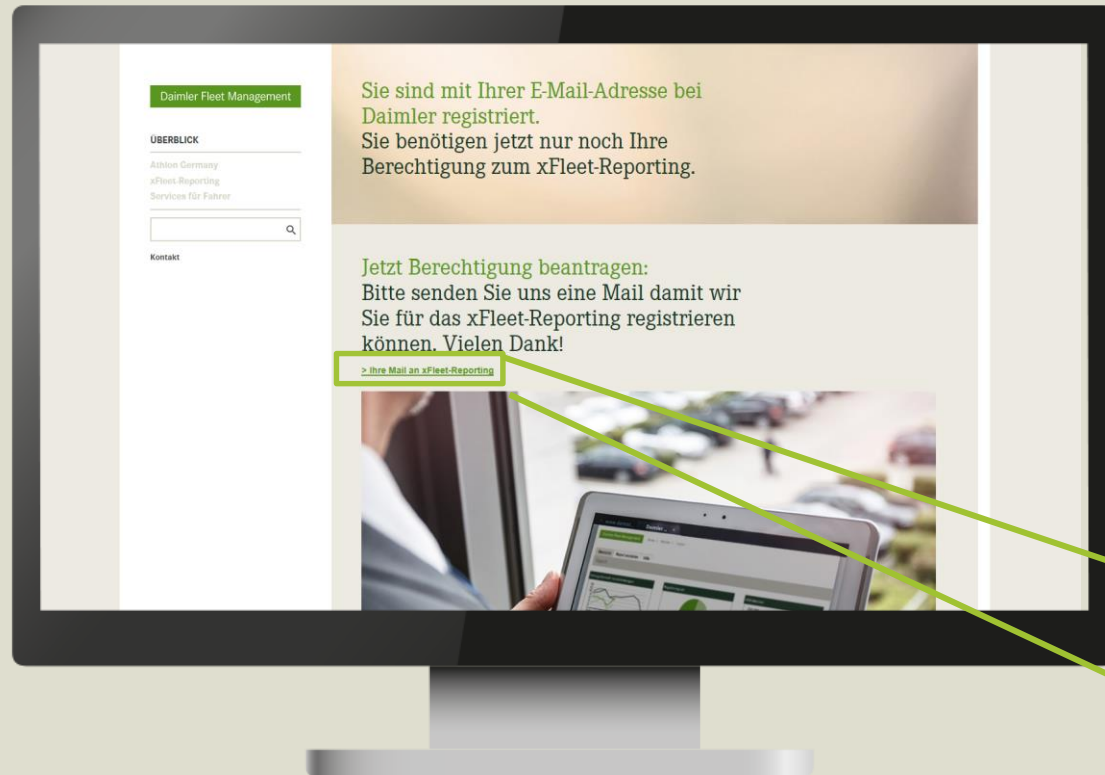 Daimler Fleet Management
ÜBERBLICK
Athlon Germany
xFleet-Reporting
Services für Fahrer
Kontakt
Sie sind mit Ihrer E-Mail-Adresse bei
Daimler registriert.
Sie benötigen jetzt nur noch Ihre
Berechtigung zum xFleet-Reporting.
Jetzt Berechtigung beantragen:
Bitte senden Sie uns eine Mail damit wir
Sie für das xFleet-Reporting registrieren
können. Vielen Dank!
> Ihre Mail an xFleet-Reporting